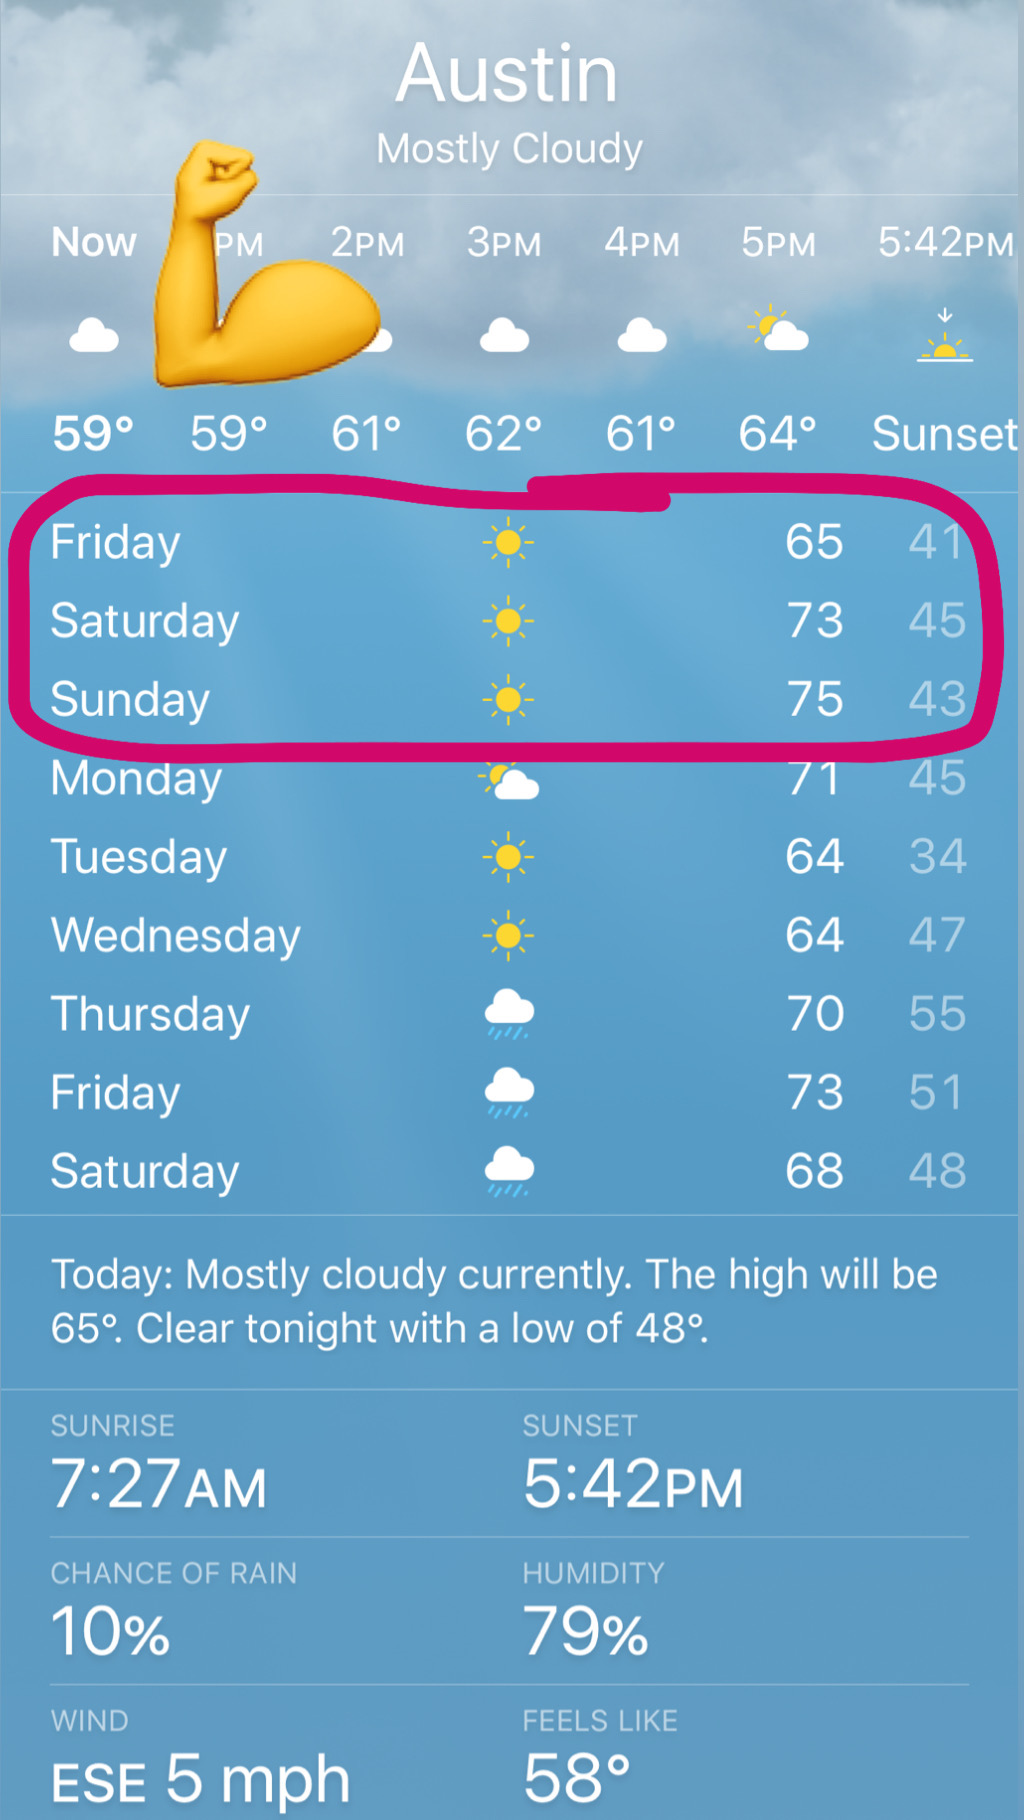 Austin
Mostly Cloudy
Now PM 2PM 3PM 4PM 5PM 5:42PM
59° 59° 61° 62° 61° 64° Sunset
Friday 65 41
Saturday 73 45
Sunday 75 43
Monday 71 45
Tuesday 64 34
Wednesday 64 47
Thursday 70 55
Friday 73 51
Saturday 68 48
Today: Mostly cloudy currently. The high will be
65°. Clear tonight with a low of 48°.
SUNRISE SUNSET
7:27AM 5:42PM
CHANCE OF RAIN HUMIDITY
10% 79%
WIND FEELS LIKE
ESE 5 mph 58°